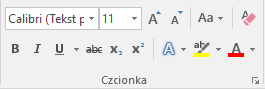 Calibri (Tekst p 11 A A Aa A
B I U abc x₂ x² A ab A
Czcionka